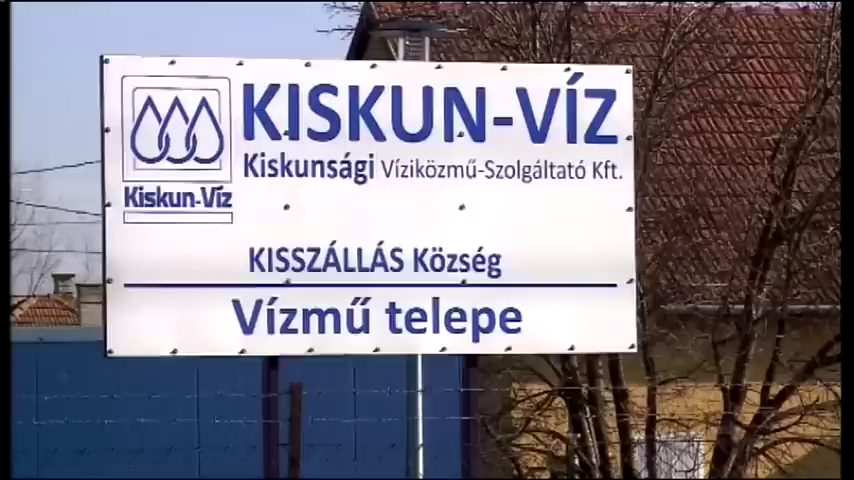 KISKUN-VÍZ
Kiskunsági Víziközmű-Szolgáltató Kft.
Kiskun-Víz
KISSZÁLLÁS Község
Vízmű telepe